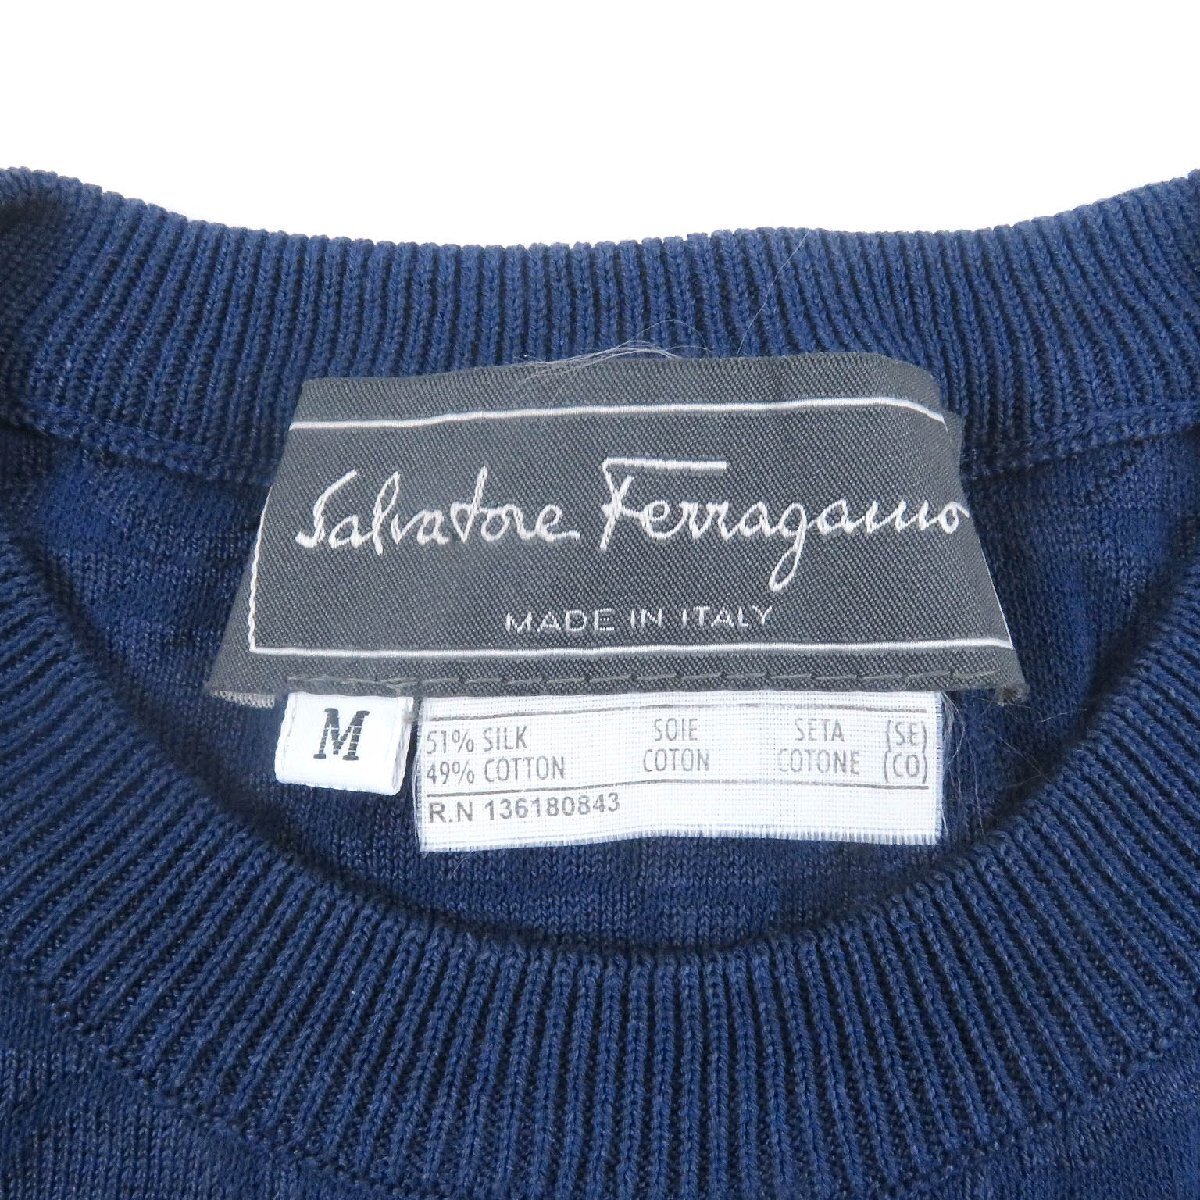 Salvatore Ferragamo
MADE IN ITALY
M
51% SILK SOIE SETA (SE)
49% COTTON COTON COTONE (CO)
R.N 136180843